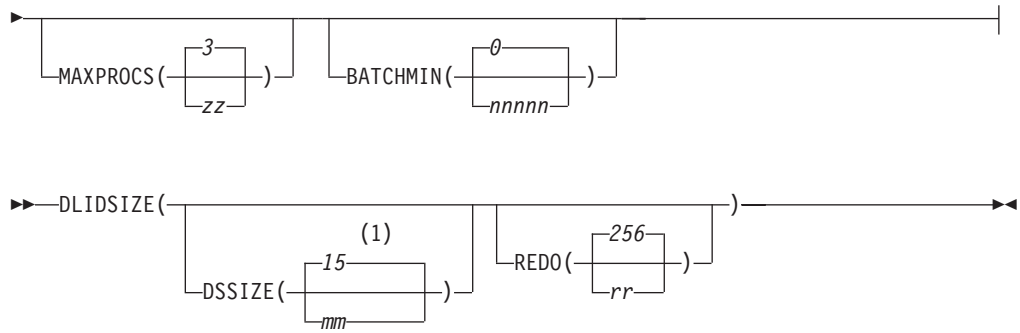 3 0
MAXPROCS( ) BATCHMIN( )
zz nnnnn
DLIDSIZE( )
(1) 256
15 REDO( )
DSSIZE( ) rr
mm